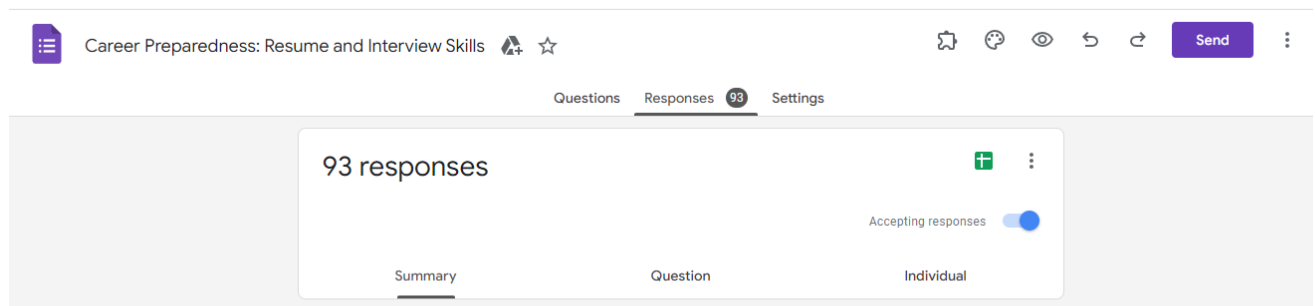 Career Preparedness: Resume and Interview Skills
Send
Questions Responses 93 Settings
93 responses
Accepting responses
Summary Question Individual